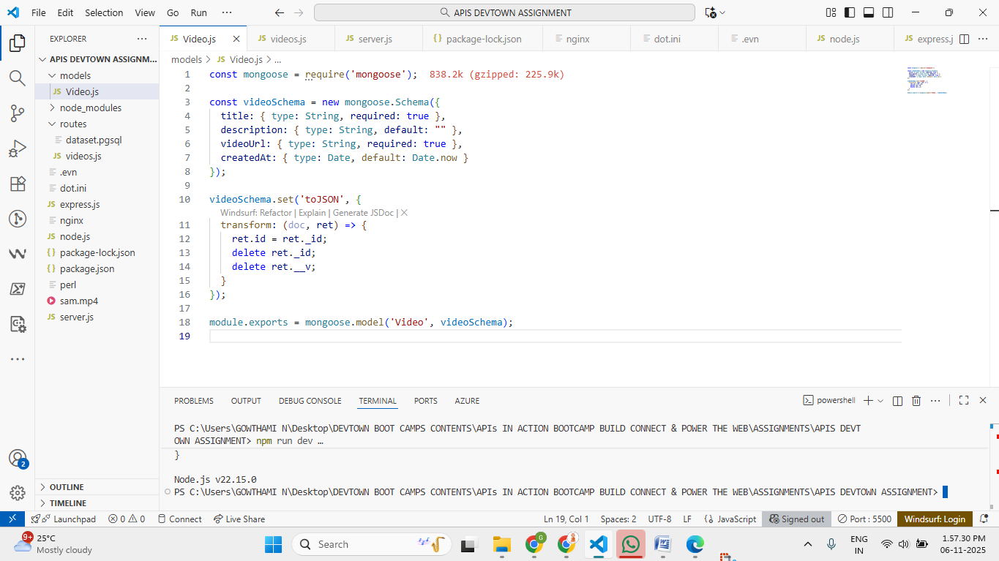 File Edit Selection View Go Run ··· APIS DEVTOWN ASSIGNMENT
EXPLORER ···
APIS DEVTOWN ASSIGNM...
models
JS Video.js
node_modules
routes
dataset.pgsql
JS videos.js
.evn
dot.ini
JS express.js
nginx
JS node.js
{} package-lock.json
{} package.json
perl
sam.mp4
JS server.js
OUTLINE
TIMELINE
JS Video.js JS videos.js JS server.js {} package-lock.json nginx dot.ini .evn JS node.js JS express.j ···
models > JS Video.js > ...
1 const mongoose = require('mongoose'); 838.2k (gzipped: 225.9k)
2
3 const videoSchema = new mongoose.Schema({
4 title: { type: String, required: true },
5 description: { type: String, default: "" },
6 videoUrl: { type: String, required: true },
7 createdAt: { type: Date, default: Date.now }
8 });
9
10 videoSchema.set('toJSON', {
Windsurf: Refactor | Explain | Generate JSDoc | ×
11 transform: (doc, ret) => {
12 ret.id = ret._id;
13 delete ret._id;
14 delete ret.__v;
15 }
16 });
17
18 module.exports = mongoose.model('Video', videoSchema);
19
PROBLEMS OUTPUT DEBUG CONSOLE TERMINAL PORTS AZURE powershell ···
PS C:\Users\GOWTHAMI N\Desktop\DEVTOWN BOOT CAMPS CONTENTS\APIs IN ACTION BOOTCAMP BUILD CONNECT & POWER THE WEB\ASSIGNMENTS\APIS DEVT
OWN ASSIGNMENT> npm run dev …
}
Node.js v22.15.0
PS C:\Users\GOWTHAMI N\Desktop\DEVTOWN BOOT CAMPS CONTENTS\APIs IN ACTION BOOTCAMP BUILD CONNECT & POWER THE WEB\ASSIGNMENTS\APIS DEVTOWN ASSIGNMENT>
2
Launchpad 0 0 Connect Live Share Ln 19, Col 1 Spaces: 2 UTF-8 LF {} JavaScript Signed out Port : 5500 Windsurf: Login
9+ 25°C
Mostly cloudy
Search
G
ENG
IN
1.57.30 PM
06-11-2025